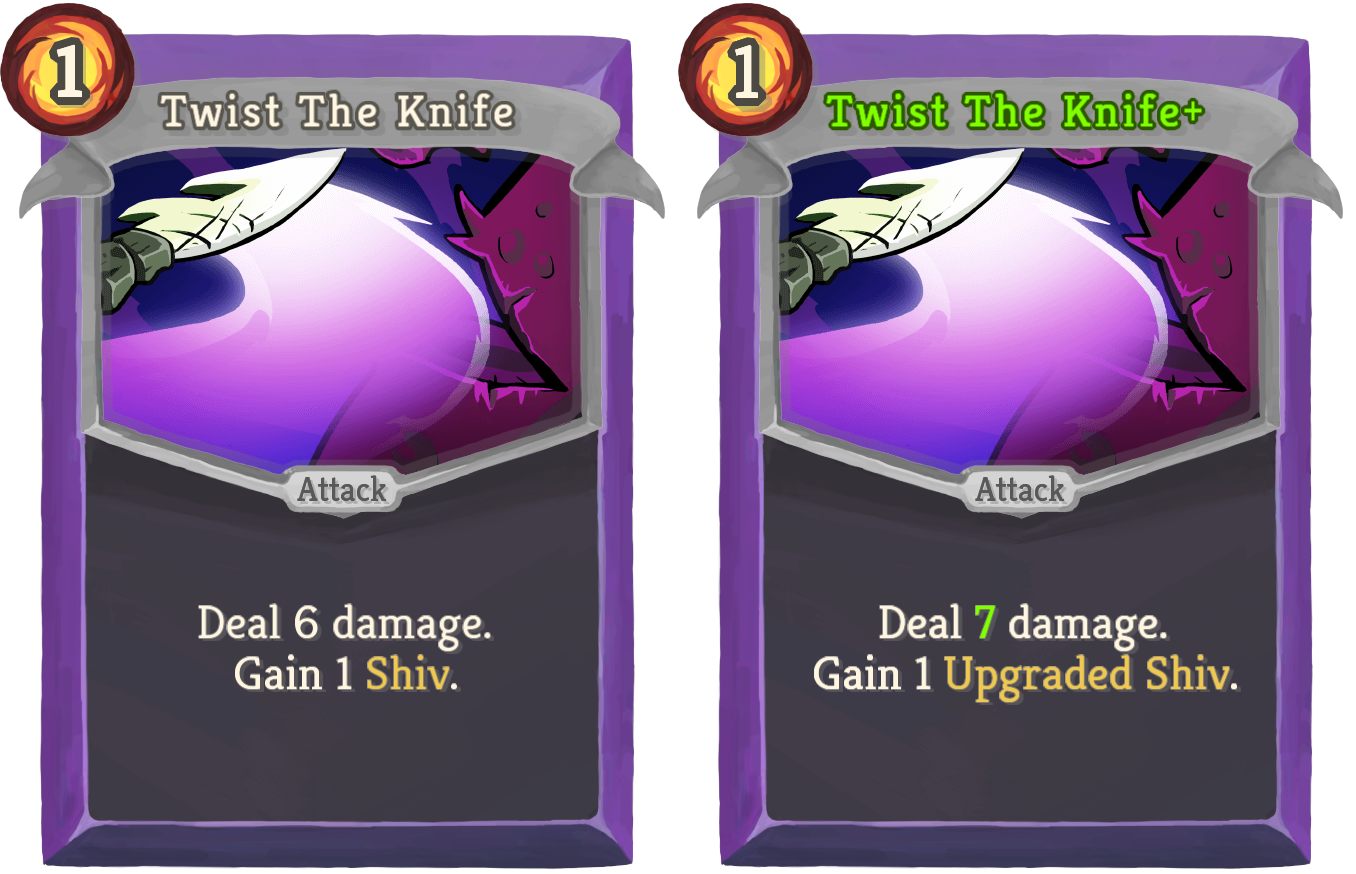 1
Twist The Knife
Attack
Deal 6 damage.
Gain 1 Shiv.
1
Twist The Knife+
Attack
Deal 7 damage.
Gain 1 Upgraded Shiv.